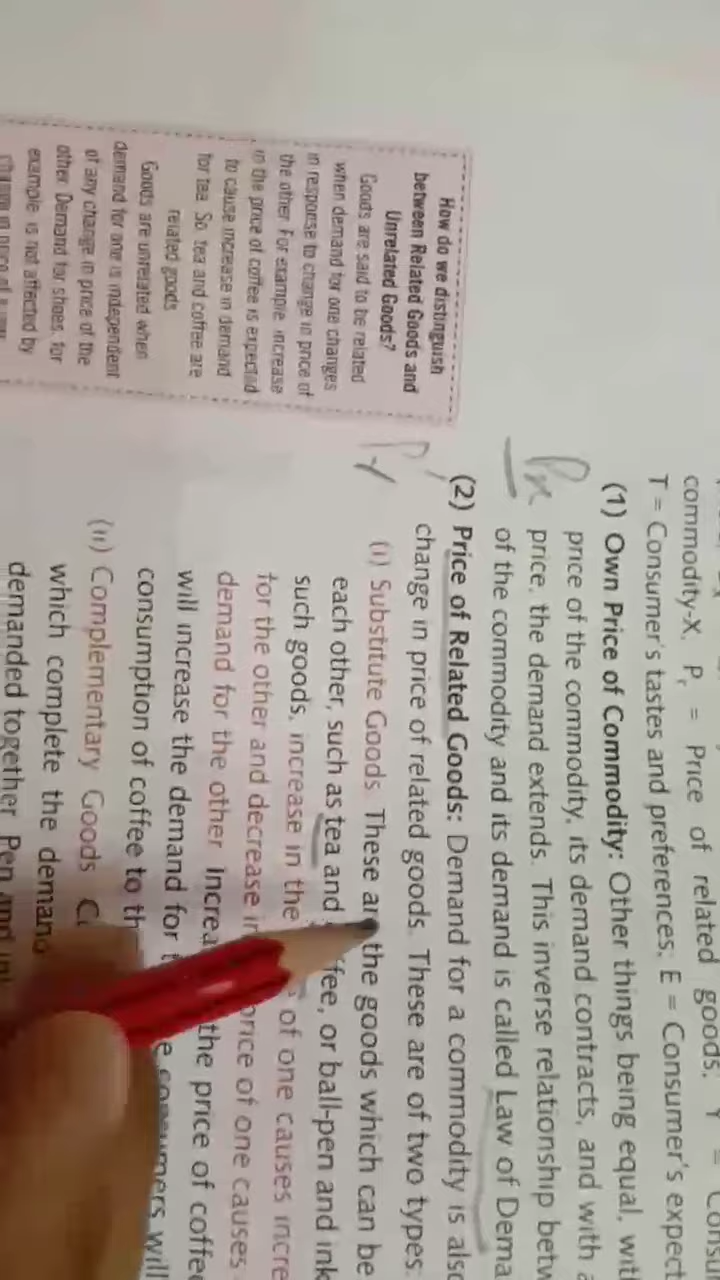 How do we distinguish
between Related Goods and
Unrelated Goods?
Goods are said to be related
when demand for one changes
in response to change in price of
the other. For example, increase
in the price of coffee is expected
to cause increase in demand
for tea. So, tea and coffee are
related goods
Goods are unrelated when
demand for one is independent
of any change in price of the
other. Demand for shoes, for
example is not affected by
change in price of
commodity-X, Pr = Price of related goods, Y =
T = Consumer's tastes and preferences; E = Consumer's
(1) Own Price of Commodity: Other things being equal,
price of the commodity, its demand contracts, and with
price, the demand extends. This inverse relationship
of the commodity and its demand is called Law of
(2) Price of Related Goods: Demand for a commodity is
change in price of related goods. These are of two types:
(i) Substitute Goods: These are the goods which can be
each other, such as tea and or ball-pen and ink
such goods, increase in the of one causes
for the other and decrease price of one causes
demand for the other the price of
will increase the demand for consumers
consumption of coffee to
(ii) Complementary Goods
which complete the
demanded together Pen and
Px
Pr